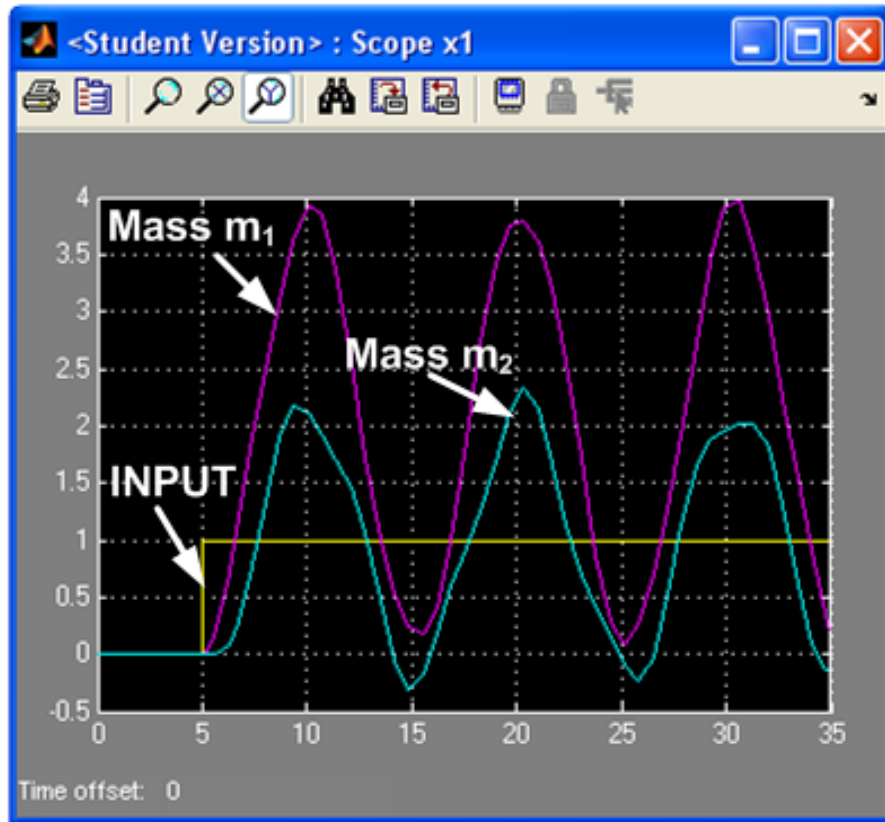 <Student Version> : Scope x1
4
3.5
3
2.5
2
1.5
1
0.5
0
-0.5
Mass m₁
Mass m₂
INPUT
0 5 10 15 20 25 30 35
Time offset: 0